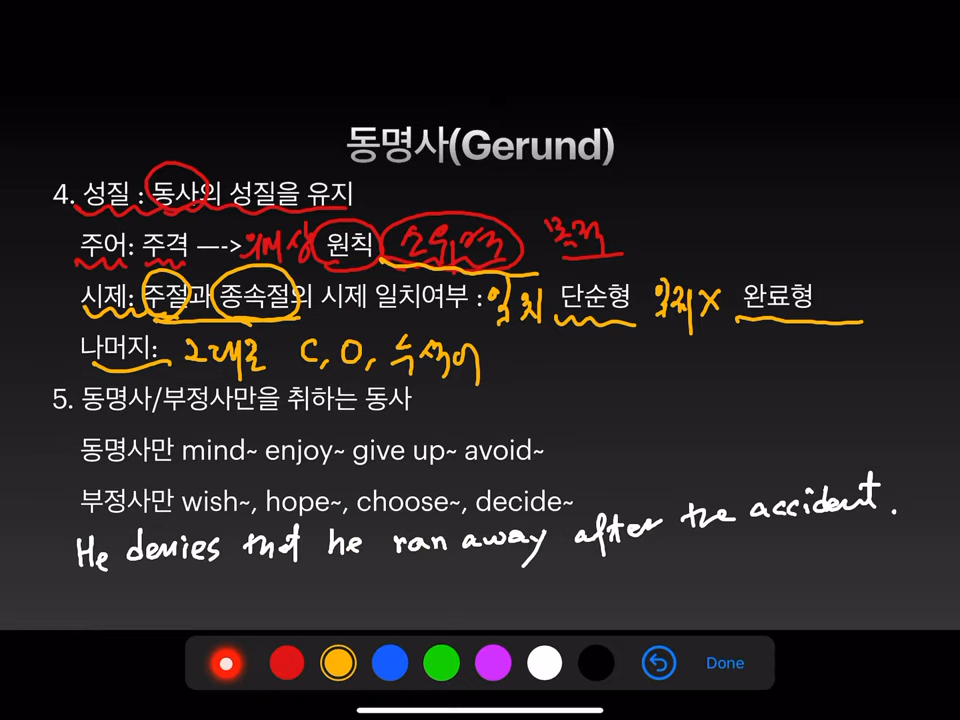 동명사(Gerund)
4. 성질 : 동사의 성질을 유지
주어: 주격 —-> 의미상 원칙 소유격 목적
시제: 주절과 종속절의 시제 일치여부 : 일치 단순형 일치X 완료형
나머지: 그대로 C, O, 수식어
5. 동명사/부정사만을 취하는 동사
동명사만 mind~ enjoy~ give up~ avoid~
부정사만 wish~, hope~, choose~, decide~
He denies that he ran away after the accident.
Done